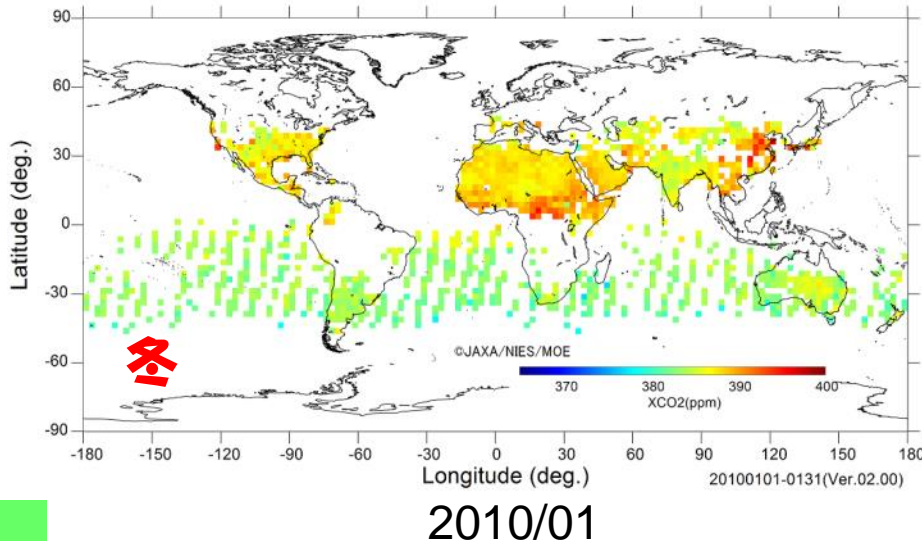 90
60
30
0
-30
-60
-90
Latitude (deg.)
冬
©JAXA/NIES/MOE
370 380 390 400
XCO2(ppm)
-180 -150 -120 -90 -60 -30 0 30 60 90 120 150 180
Longitude (deg.)
20100101-0131(Ver.02.00)
2010/01